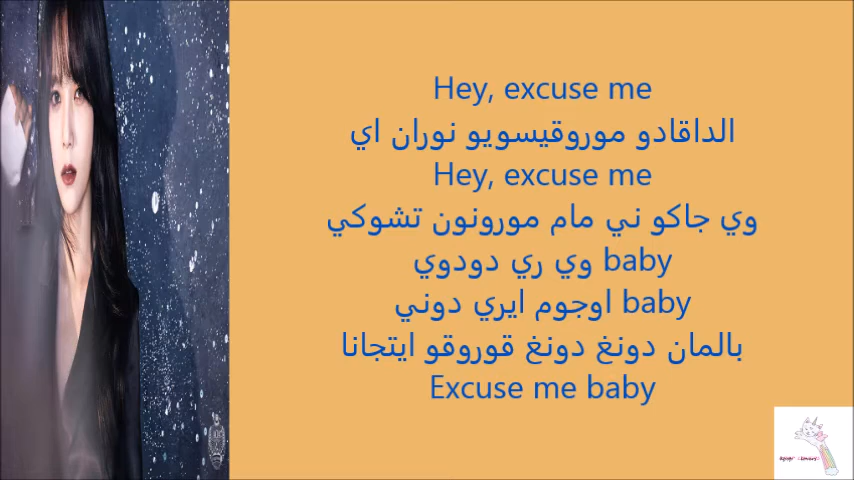 Hey, excuse me
الداقادو موروقيسويو نوران اي
Hey, excuse me
وي جاكو ني مام مورونون تشوكي
وي ري دودوي baby
اوجوم ايري دوني baby
بالمان دونغ دونغ قوروقو ايتجانا
Excuse me baby